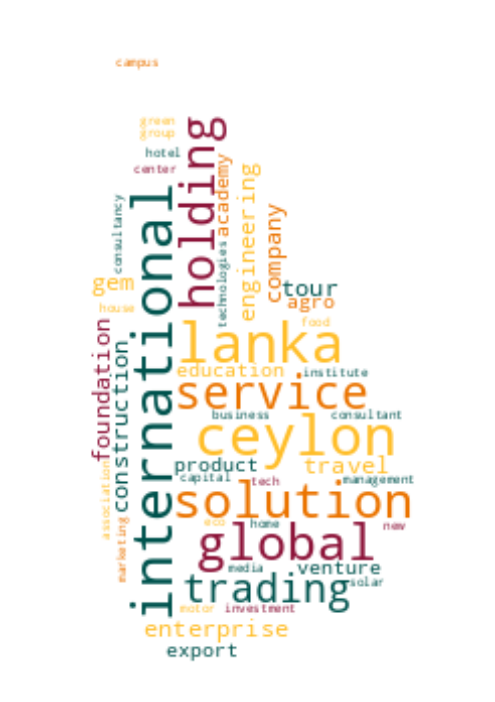 campus
green
group
hotel
center
holding
international
academy
engineering
consultancy
company
technologies
gem
tour
agro
house
food
foundation
lanka
construction
education
institute
service
business
consultant
ceylon
product
travel
association
capital
tech
management
solution
marketing
eco
home
new
global
media
venture
trading
solar
motor
investment
enterprise
export